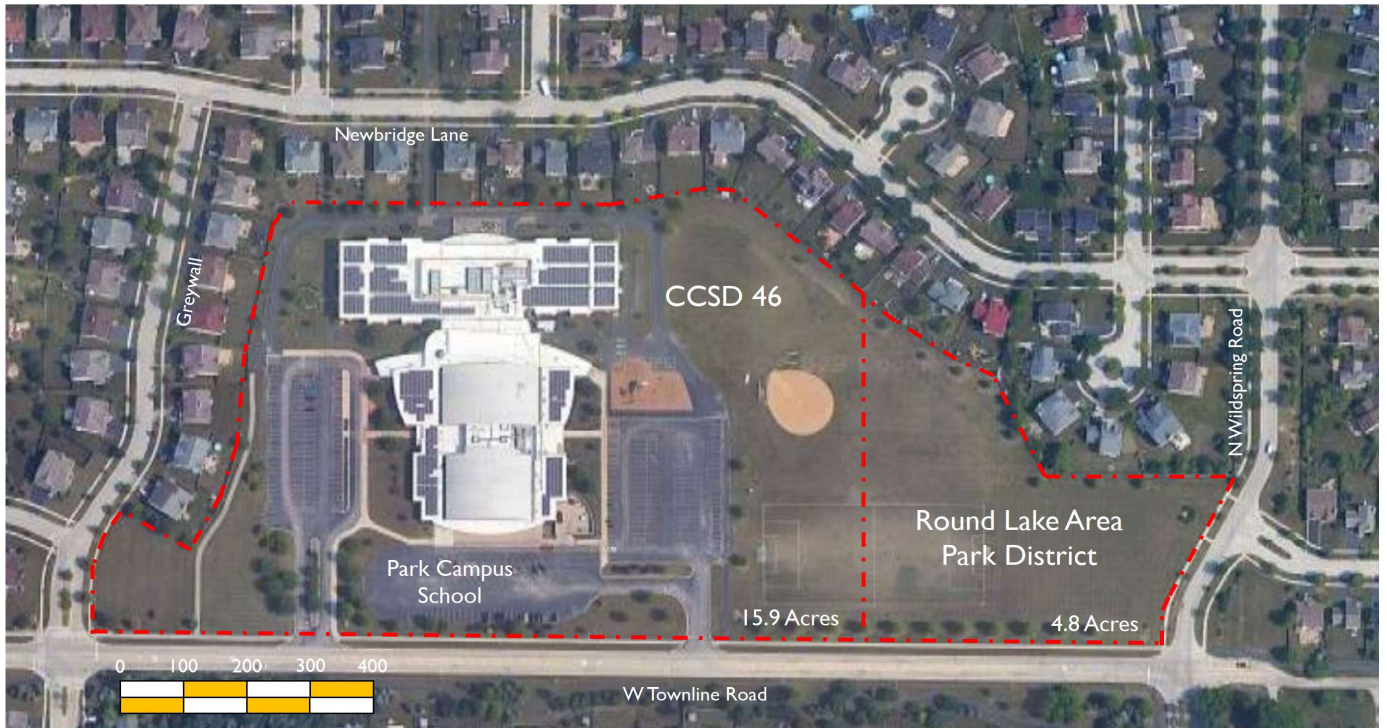 Newbridge Lane
Greywall
CCSD 46
N Wildspring Road
Round Lake Area
Park District
Park Campus
School
15.9 Acres
4.8 Acres
0 100 200 300 400
W Townline Road